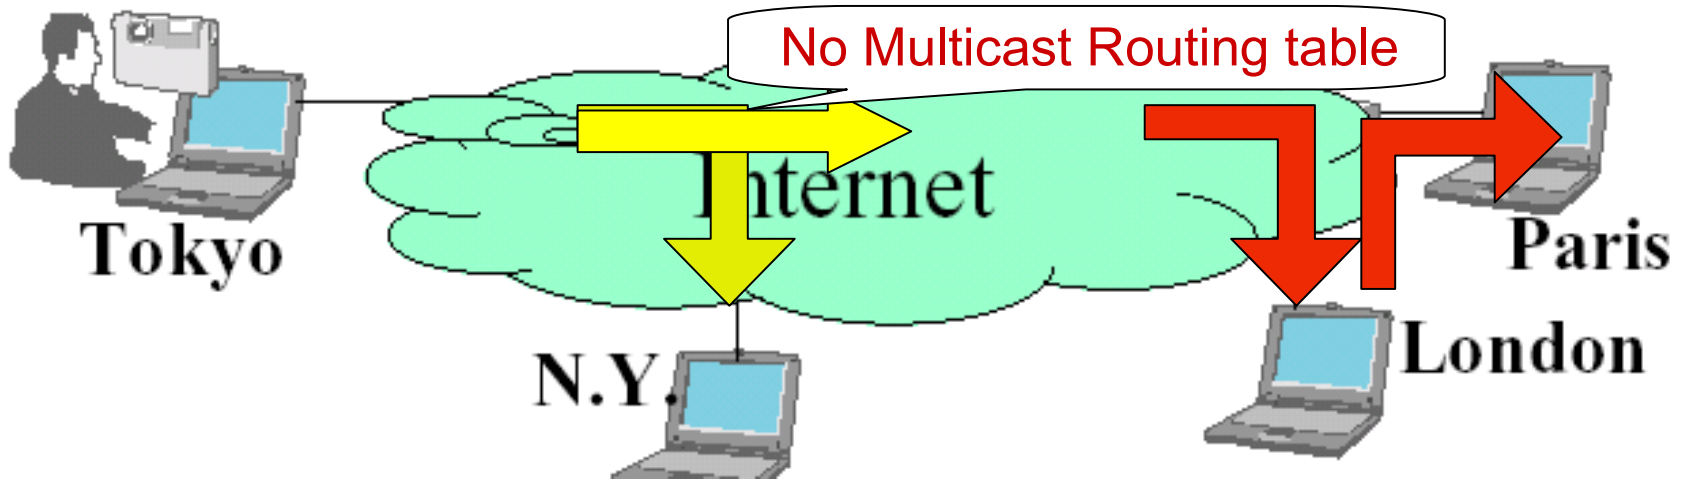 No Multicast Routing table
Internet
Tokyo
Paris
London
N.Y.